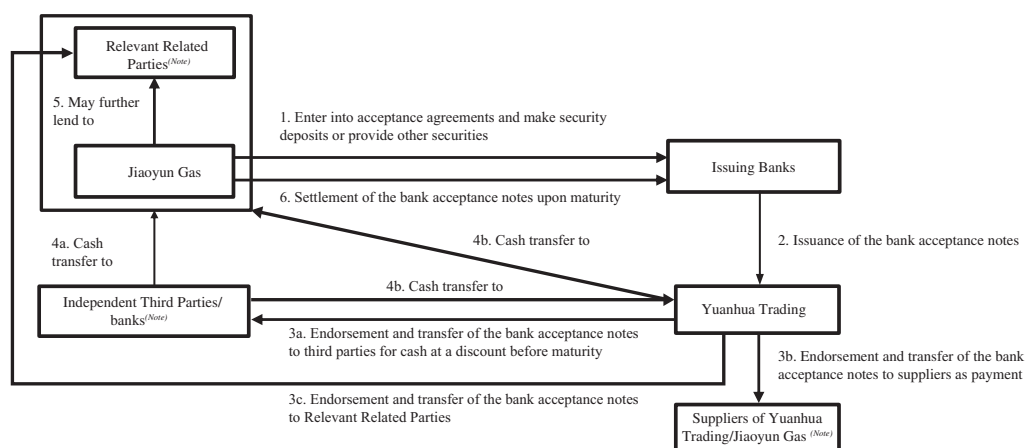 Relevant Related
Parties(Note)
5. May further
lend to
1. Enter into acceptance agreements and make security
deposits or provide other securities
Jiaoyun Gas
Issuing Banks
6. Settlement of the bank acceptance notes upon maturity
4a. Cash
transfer to
4b. Cash transfer to
2. Issuance of the bank acceptance notes
Independent Third Parties/
banks(Note)
4b. Cash transfer to
Yuanhua Trading
3a. Endorsement and transfer of the bank acceptance notes
to third parties for cash at a discount before maturity
3b. Endorsement and transfer of the bank
acceptance notes to suppliers as payment
3c. Endorsement and transfer of the bank acceptance notes
to Relevant Related Parties
Suppliers of Yuanhua
Trading/Jiaoyun Gas (Note)